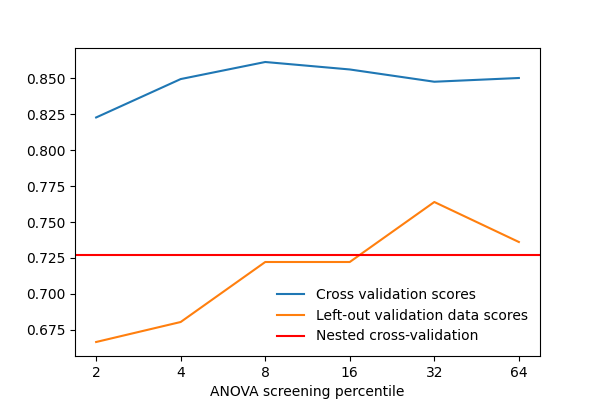 0.850
0.825
0.800
0.775
0.750
0.725
0.700
0.675
Cross validation scores
Left-out validation data scores
Nested cross-validation
2 4 8 16 32 64
ANOVA screening percentile